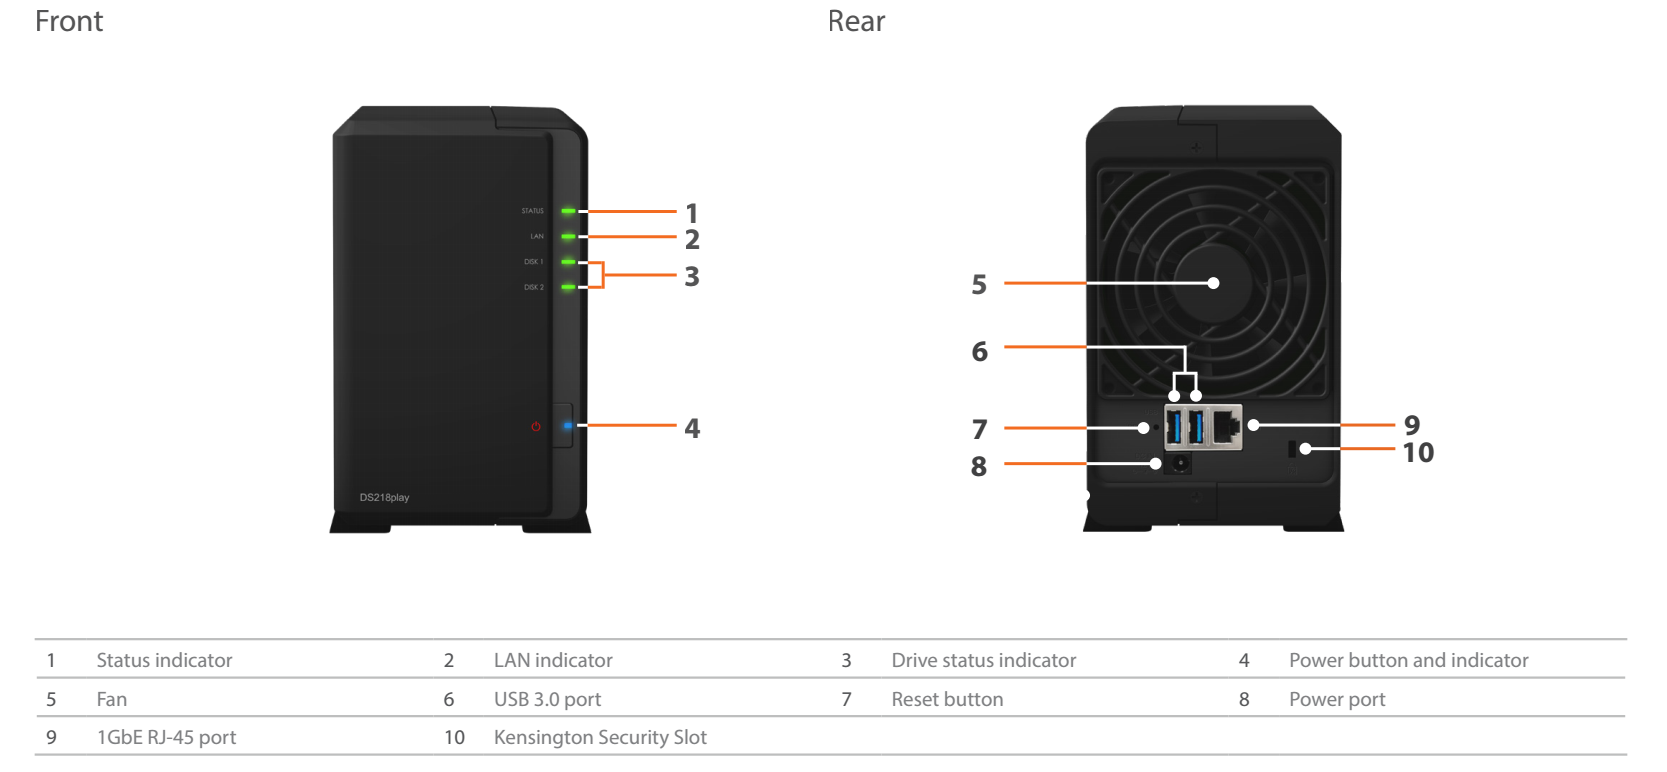 Front
Rear
STATUS
LAN
DISK 1
DISK 2
DS218play
1
2
3
4
5
6
7
8
9
10
1 Status indicator 2 LAN indicator 3 Drive status indicator 4 Power button and indicator
5 Fan 6 USB 3.0 port 7 Reset button 8 Power port
9 1GbE RJ-45 port 10 Kensington Security Slot